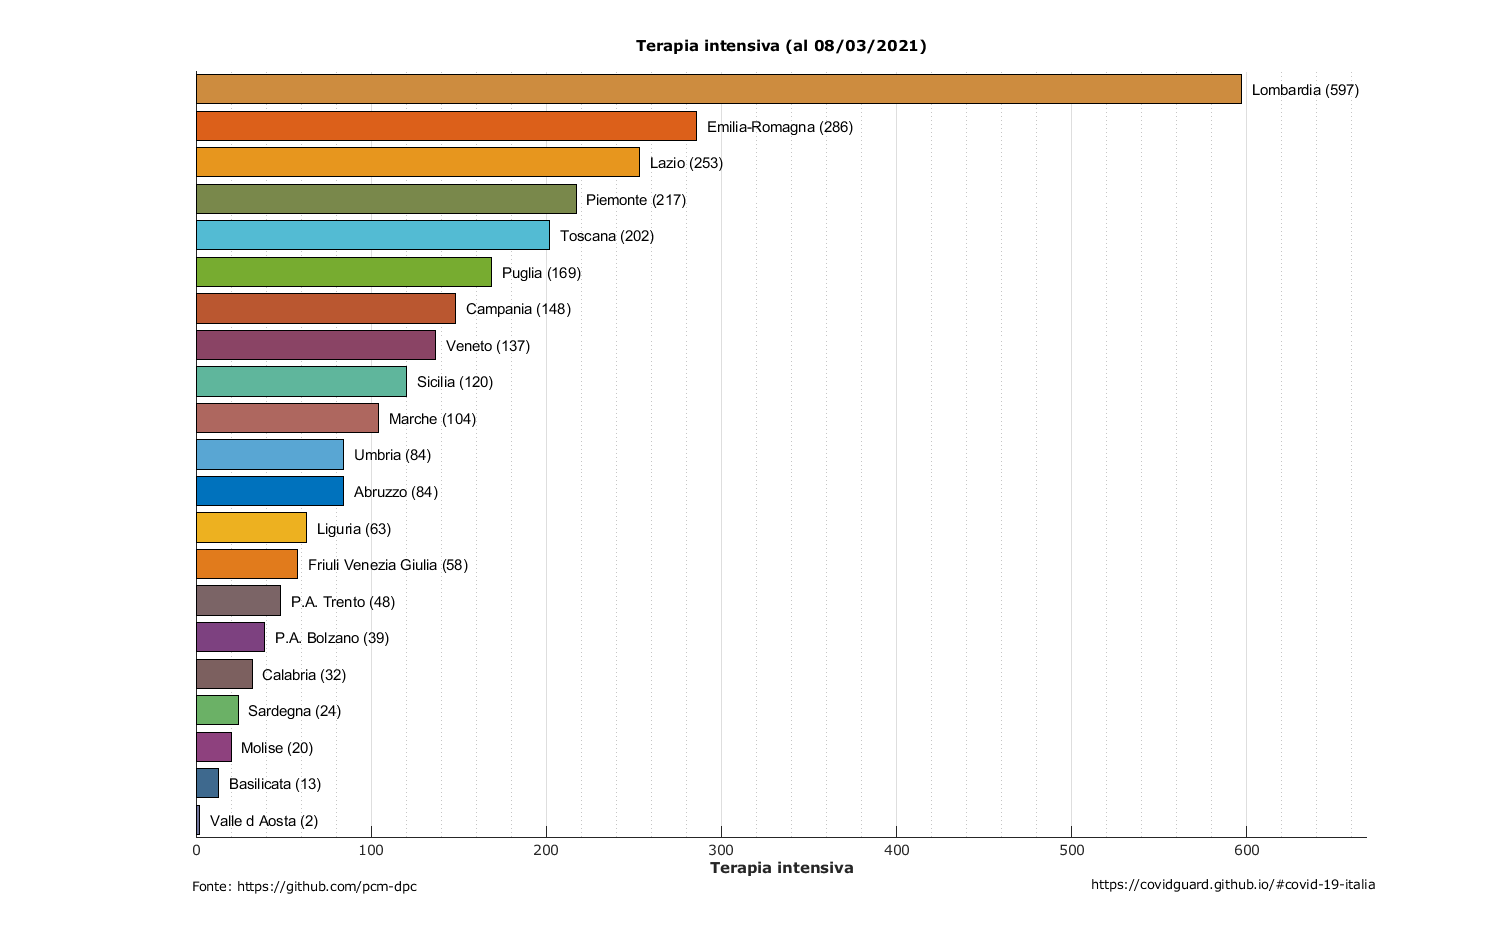 Terapia intensiva (al 08/03/2021)
Lombardia (597)
Emilia-Romagna (286)
Lazio (253)
Piemonte (217)
Toscana (202)
Puglia (169)
Campania (148)
Veneto (137)
Sicilia (120)
Marche (104)
Umbria (84)
Abruzzo (84)
Liguria (63)
Friuli Venezia Giulia (58)
P.A. Trento (48)
P.A. Bolzano (39)
Calabria (32)
Sardegna (24)
Molise (20)
Basilicata (13)
Valle d Aosta (2)
0 100 200 300 400 500 600
Terapia intensiva
Fonte: https://github.com/pcm-dpc
https://covidguard.github.io/#covid-19-italia